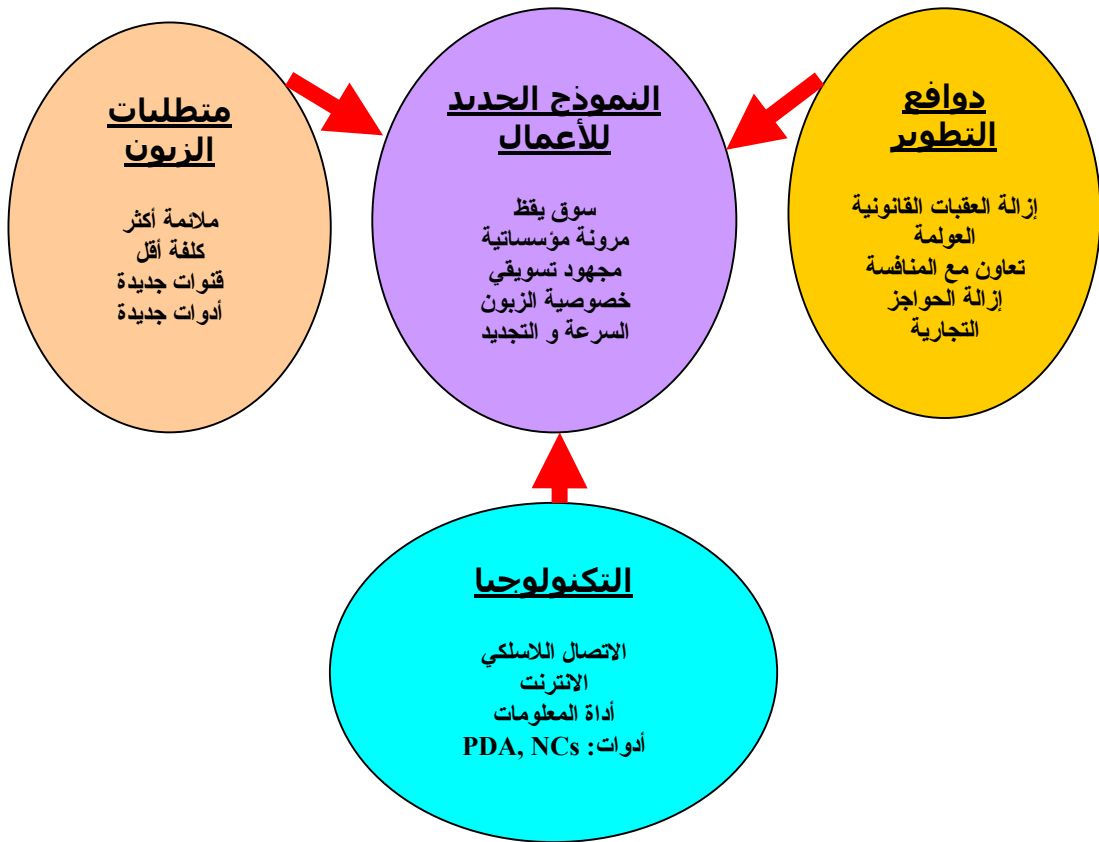 دوافع
التطوير
إزالة العقبات القانونية
العولمة
تعاون مع المنافسة
إزالة الحواجز
التجارية
النموذج الجديد
للأعمال
سوق يقظ
مرونة مؤسساتية
مجهود تسويقي
خصوصية الزبون
السرعة و التجديد
متطلبات
الزبون
ملائمة أكثر
كلفة أقل
قنوات جديدة
أدوات جديدة
التكنولوجيا
الاتصال اللاسلكي
الانترنت
أداة المعلومات
أدوات: PDA, NCs